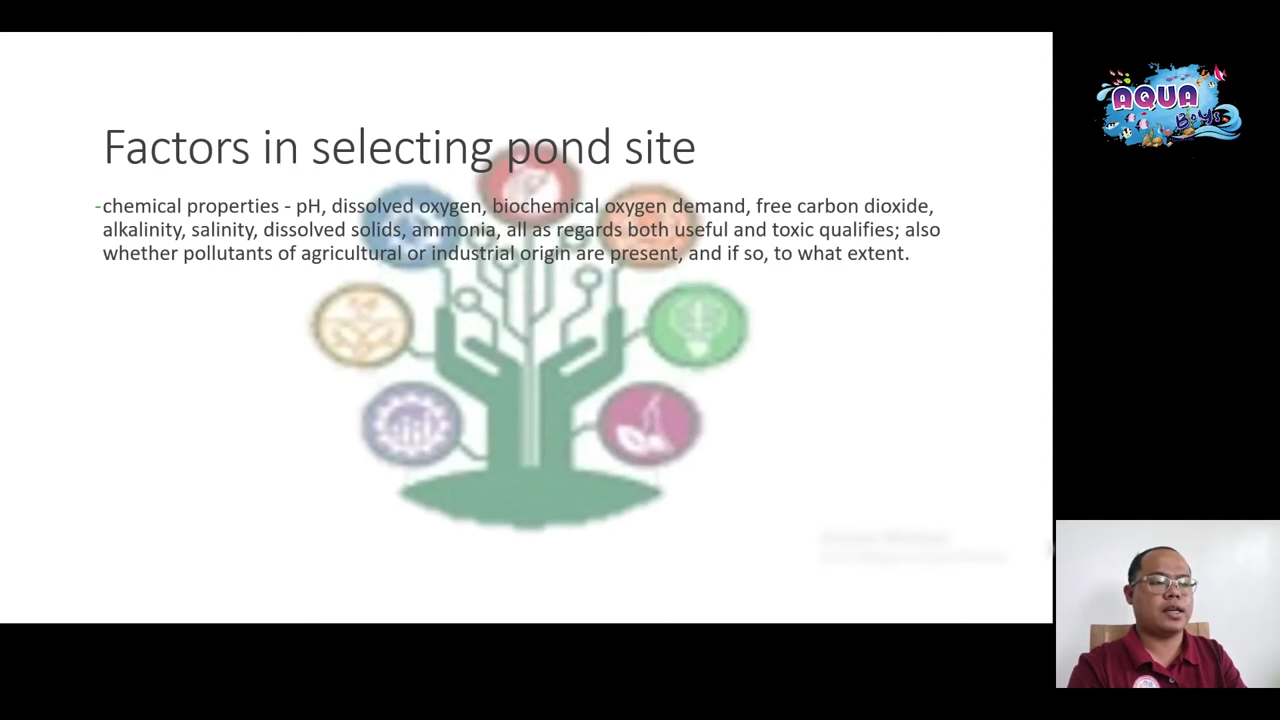 AQUA
Boys
Factors in selecting pond site
-chemical properties - pH, dissolved oxygen, biochemical oxygen demand, free carbon dioxide,
alkalinity, salinity, dissolved solids, ammonia, all as regards both useful and toxic qualifies; also
whether pollutants of agricultural or industrial origin are present, and if so, to what extent.